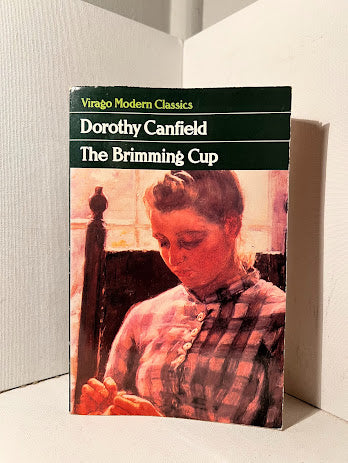 Virago Modern Classics
Dorothy Canfield
The Brimming Cup